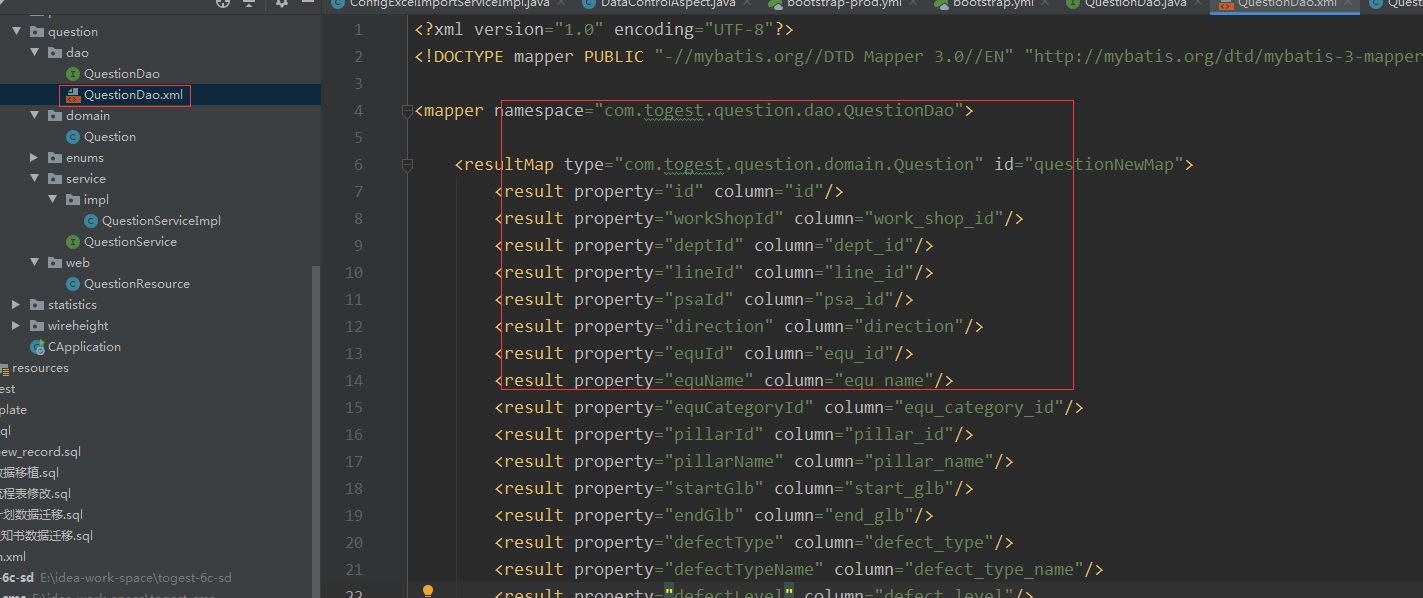 ConfigExcelImportServiceImpl.java
DataControlAspect.java
bootstrap-prod.yml
bootstrap.yml
QuestionDao.java
QuestionDao.xml
question
dao
QuestionDao
QuestionDao.xml
domain
Question
enums
service
impl
QuestionServiceImpl
QuestionService
web
QuestionResource
statistics
wireheight
CApplication
resources
est
plate
ql
new_record.sql
数据移植.sql
流程表修改.sql
计划数据迁移.sql
知书数据迁移.sql
n.xml
-6c-sd E:\idea-work-space\togest-6c-sd
1 <?xml version="1.0" encoding="UTF-8"?>
2 <!DOCTYPE mapper PUBLIC "-//mybatis.org//DTD Mapper 3.0//EN" "http://mybatis.org/dtd/mybatis-3-mapper
3
4 <mapper namespace="com.togest.question.dao.QuestionDao">
5
6 <resultMap type="com.togest.question.domain.Question" id="questionNewMap">
7 <result property="id" column="id"/>
8 <result property="workShopId" column="work_shop_id"/>
9 <result property="deptId" column="dept_id"/>
10 <result property="lineId" column="line_id"/>
11 <result property="psaId" column="psa_id"/>
12 <result property="direction" column="direction"/>
13 <result property="equId" column="equ_id"/>
14 <result property="equName" column="equ_name"/>
15 <result property="equCategoryId" column="equ_category_id"/>
16 <result property="pillarId" column="pillar_id"/>
17 <result property="pillarName" column="pillar_name"/>
18 <result property="startGlb" column="start_glb"/>
19 <result property="endGlb" column="end_glb"/>
20 <result property="defectType" column="defect_type"/>
21 <result property="defectTypeName" column="defect_type_name"/>
22 <result property="defectLevel" column="defect_level"/>